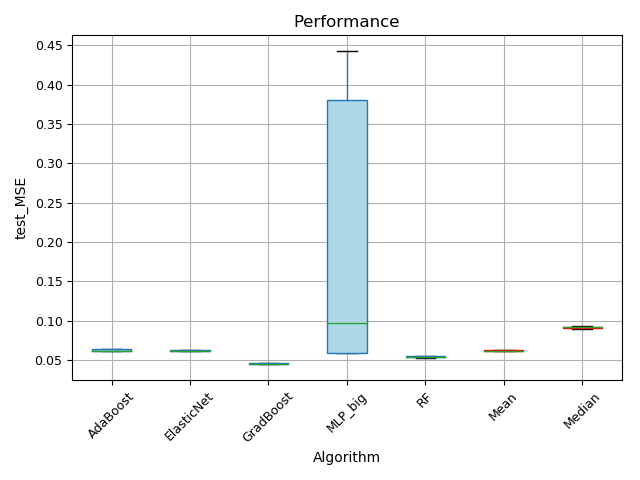 Performance
test_MSE
0.45
0.40
0.35
0.30
0.25
0.20
0.15
0.10
0.05
AdaBoost
ElasticNet
GradBoost
MLP_big
RF
Mean
Median
Algorithm